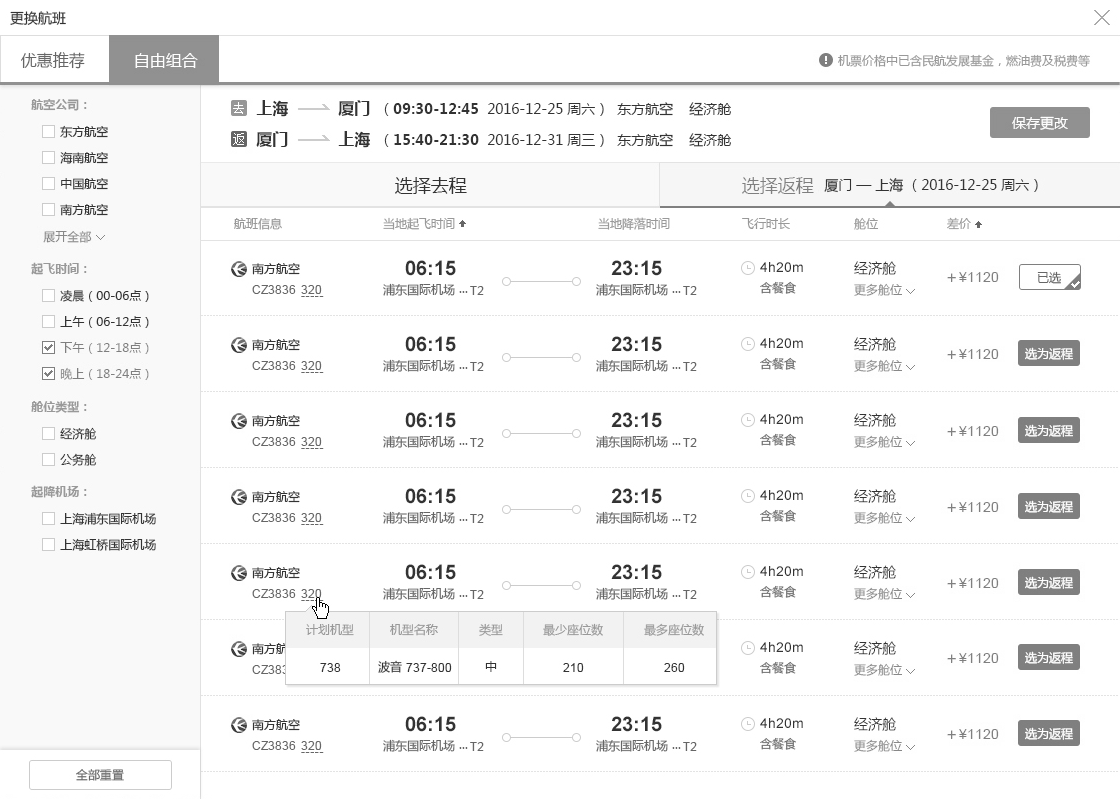 更换航班
优惠推荐 自由组合 机票价格中已含民航发展基金，燃油费及税费等
航空公司：
东方航空
海南航空
中国航空
南方航空
展开全部
起飞时间：
凌晨（00-06点）
上午（06-12点）
下午（12-18点）
晚上（18-24点）
舱位类型：
经济舱
公务舱
起降机场：
上海浦东国际机场
上海虹桥国际机场
全部重置
去 上海 厦门 （09:30-12:45 2016-12-25 周六） 东方航空 经济舱
返 厦门 上海 （15:40-21:30 2016-12-31 周三） 东方航空 经济舱
保存更改
选择去程 选择返程 厦门 — 上海（2016-12-25 周六）
航班信息 当地起飞时间 当地降落时间 飞行时长 舱位 差价
南方航空 06:15 23:15 4h20m 经济舱 +¥1120 已选
CZ3836 320 浦东国际机场 ··· T2 浦东国际机场 ··· T2 含餐食 更多舱位
南方航空 06:15 23:15 4h20m 经济舱 +¥1120 选为返程
CZ3836 320 浦东国际机场 ··· T2 浦东国际机场 ··· T2 含餐食 更多舱位
南方航空 06:15 23:15 4h20m 经济舱 +¥1120 选为返程
CZ3836 320 浦东国际机场 ··· T2 浦东国际机场 ··· T2 含餐食 更多舱位
南方航空 06:15 23:15 4h20m 经济舱 +¥1120 选为返程
CZ3836 320 浦东国际机场 ··· T2 浦东国际机场 ··· T2 含餐食 更多舱位
南方航空 06:15 23:15 4h20m 经济舱 +¥1120 选为返程
CZ3836 320 浦东国际机场 ··· T2 浦东国际机场 ··· T2 含餐食 更多舱位
计划机型 机型名称 类型 最少座位数 最多座位数
738 波音 737-800 中 210 260
南方 4h20m 经济舱 +¥1120 选为返程
CZ383 含餐食 更多舱位
南方航空 06:15 23:15 4h20m 经济舱 +¥1120 选为返程
CZ3836 320 浦东国际机场 ··· T2 浦东国际机场 ··· T2 含餐食 更多舱位